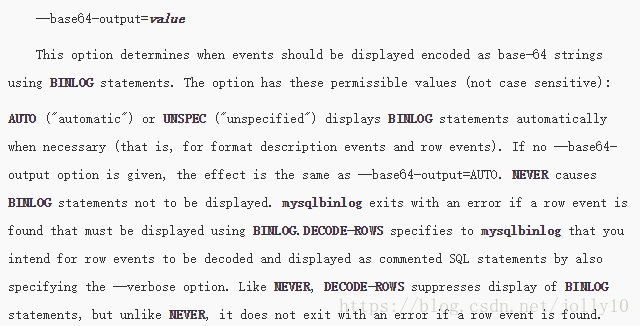 —base64-output=value
This option determines when events should be displayed encoded as base-64 strings
using BINLOG statements. The option has these permissible values (not case sensitive):
AUTO ("automatic") or UNSPEC ("unspecified") displays BINLOG statements automatically
when necessary (that is, for format description events and row events). If no —base64-
output option is given, the effect is the same as —base64-output=AUTO. NEVER causes
BINLOG statements not to be displayed. mysqlbinlog exits with an error if a row event is
found that must be displayed using BINLOG.DECODE-ROWS specifies to mysqlbinlog that you
intend for row events to be decoded and displayed as commented SQL statements by also
specifying the —verbose option. Like NEVER, DECODE-ROWS suppresses display of BINLOG
statements, but unlike NEVER, it does not exit with an error if a row event is found.
https://blog.csdn.net/jolly10